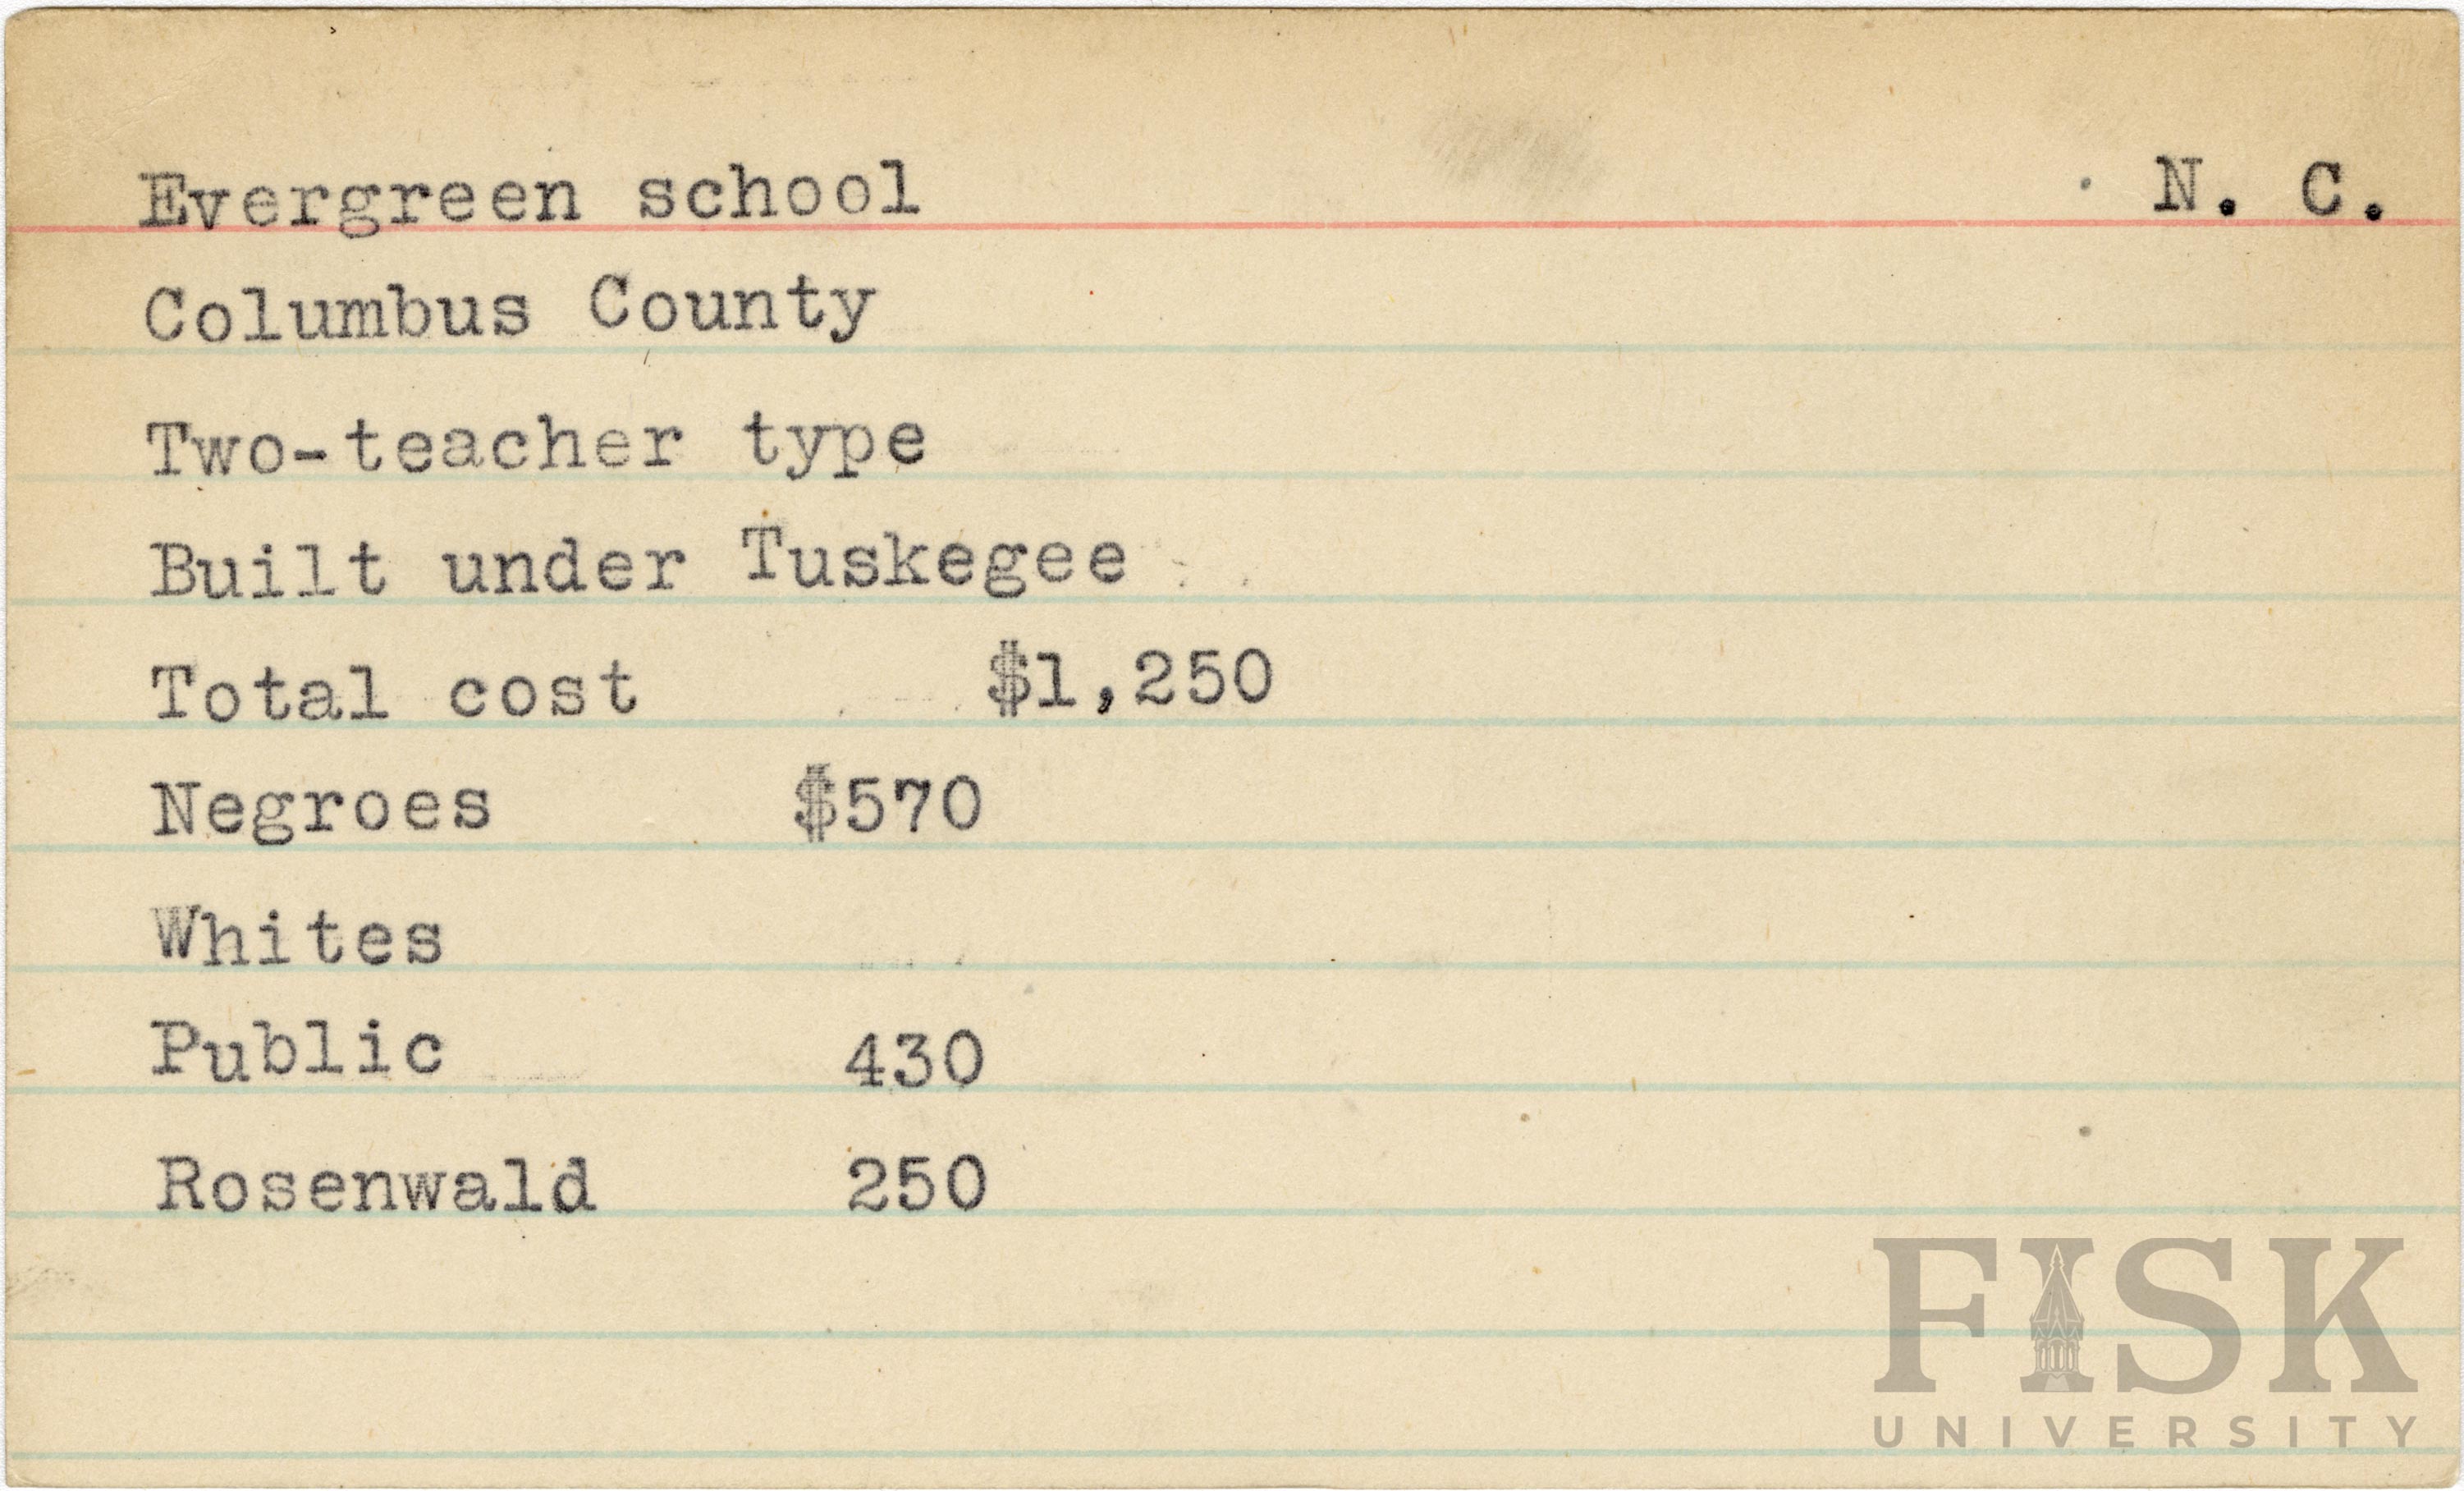 Evergreen school N. C.
Columbus County
Two-teacher type
Built under Tuskegee
Total cost $1,250
Negroes $570
Whites
Public 430
Rosenwald 250
FISK
UNIVERSITY